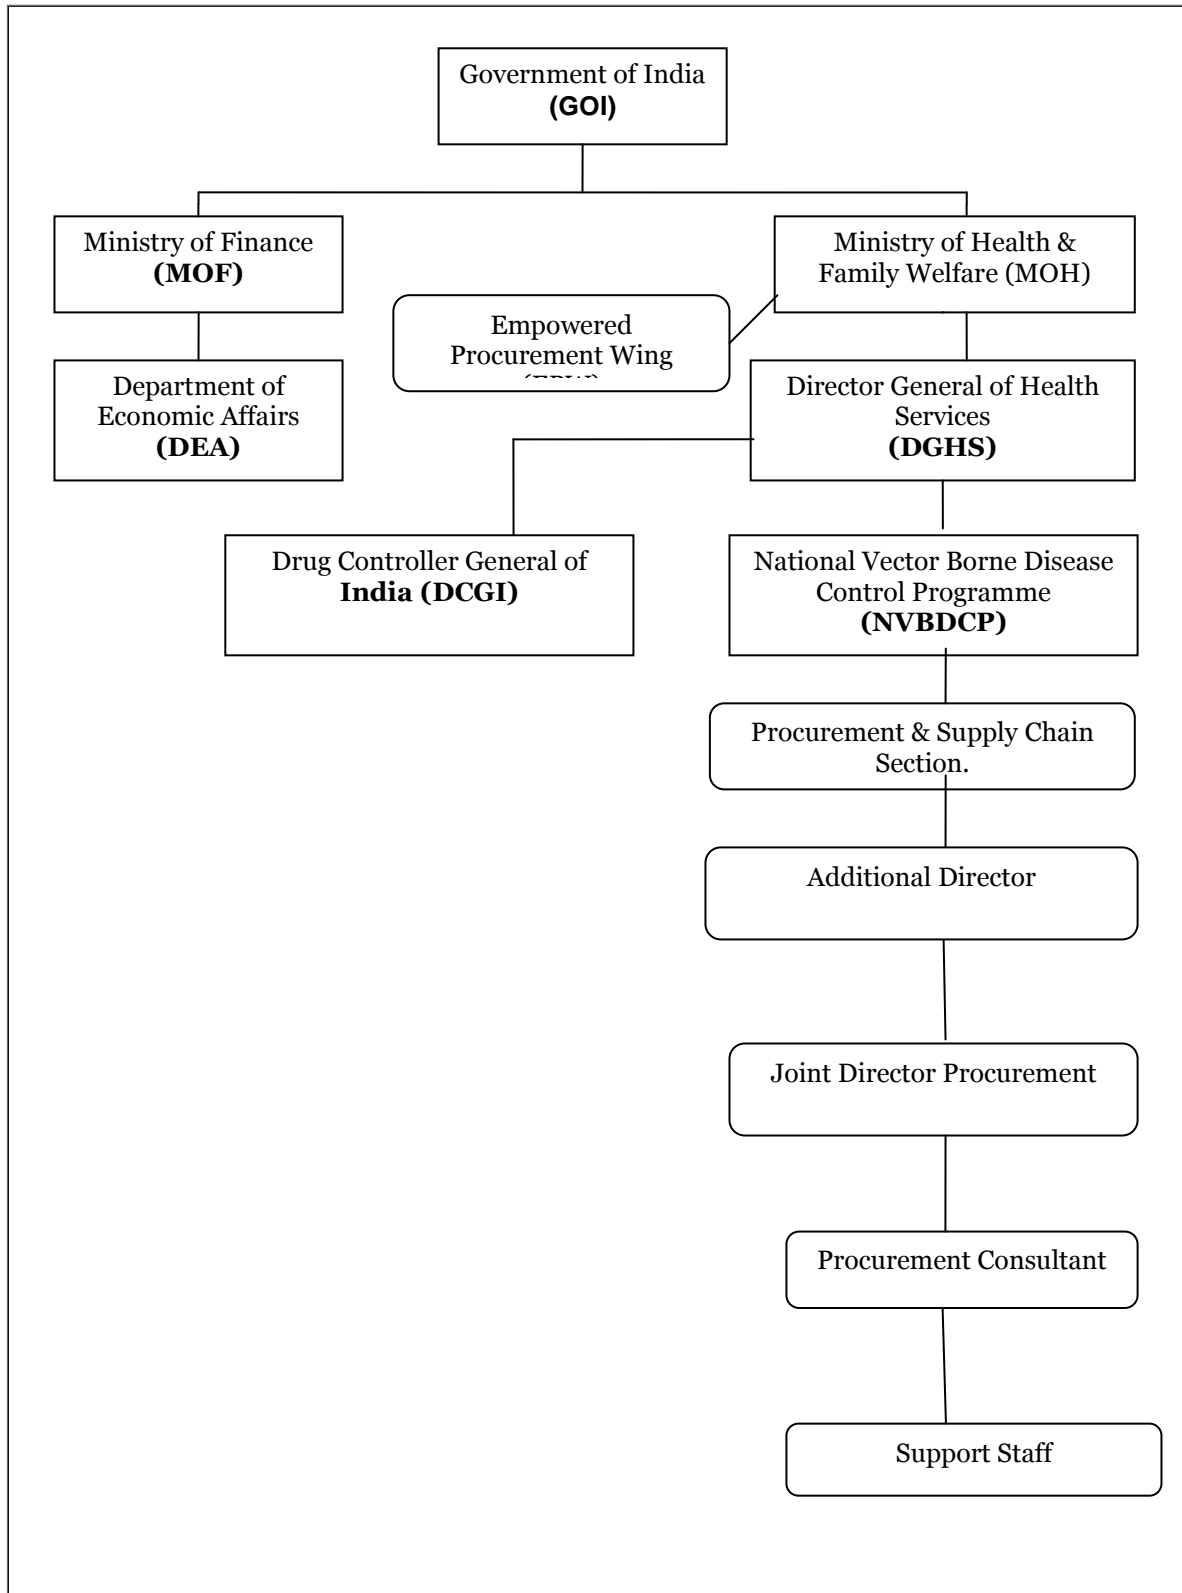 Government of India
(GOI)
Ministry of Finance
(MOF)
Ministry of Health &
Family Welfare (MOH)
Empowered
Procurement Wing
Department of
Economic Affairs
(DEA)
Director General of Health
Services
(DGHS)
Drug Controller General of
India (DCGI)
National Vector Borne Disease
Control Programme
(NVBDCP)
Procurement & Supply Chain
Section.
Additional Director
Joint Director Procurement
Procurement Consultant
Support Staff